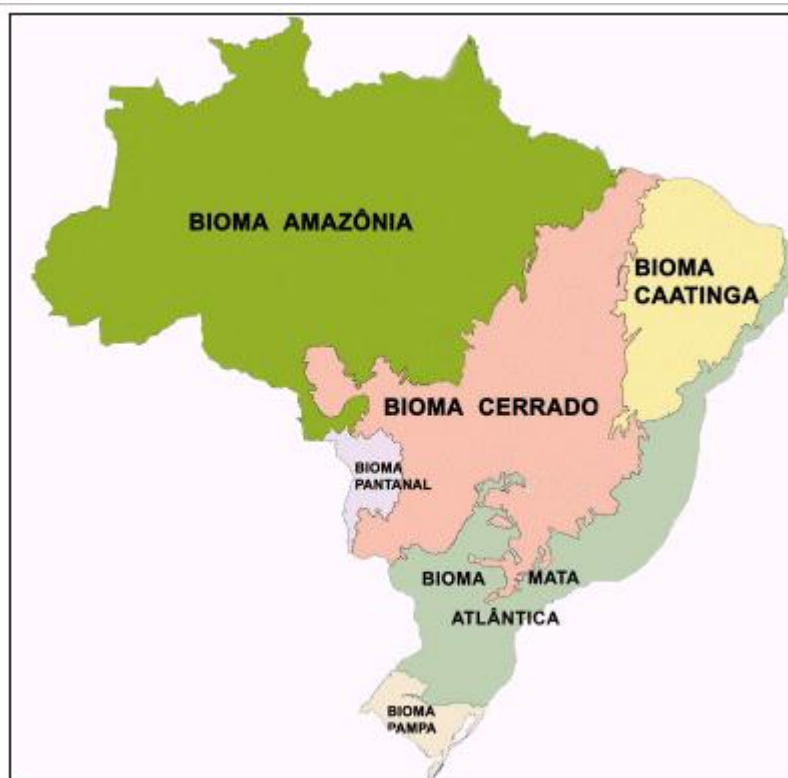 BIOMA AMAZÔNIA
BIOMA
CAATINGA
BIOMA CERRADO
BIOMA
PANTANAL
BIOMA MATA
ATLÂNTICA
BIOMA
PAMPA